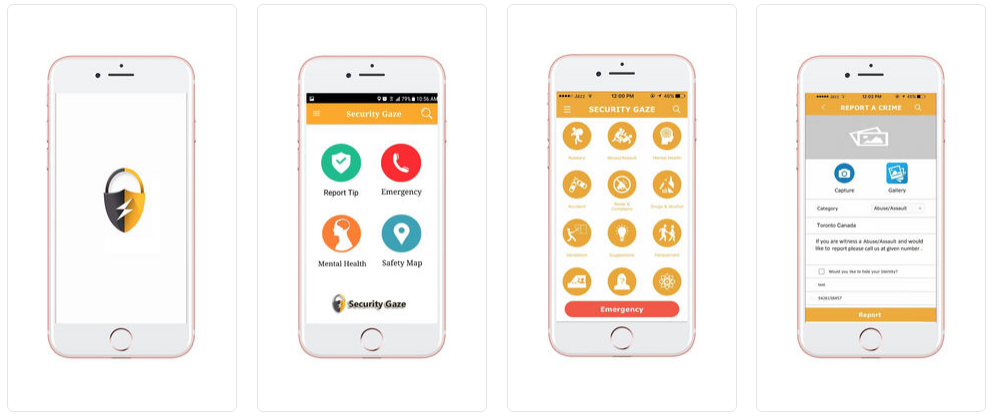 79% 10:56 AM
Security Gaze
Report Tip
Emergency
Mental Health
Safety Map
Security Gaze
Jazz 12:00 PM 46%
SECURITY GAZE
Robbery
Abuse/Assault
Mental Health
Accident
Noise &
Complaints
Drugs & Alcohol
Vandalism
Suggestions
Harassment
Emergency
Jazz 12:03 PM 45%
REPORT A CRIME
Capture
Gallery
Category
Abuse/Assault
Toronto Canada
If you are witness a Abuse/Assault and would
like to report please call us at given number .
Would you like to hide your identity?
test
Report